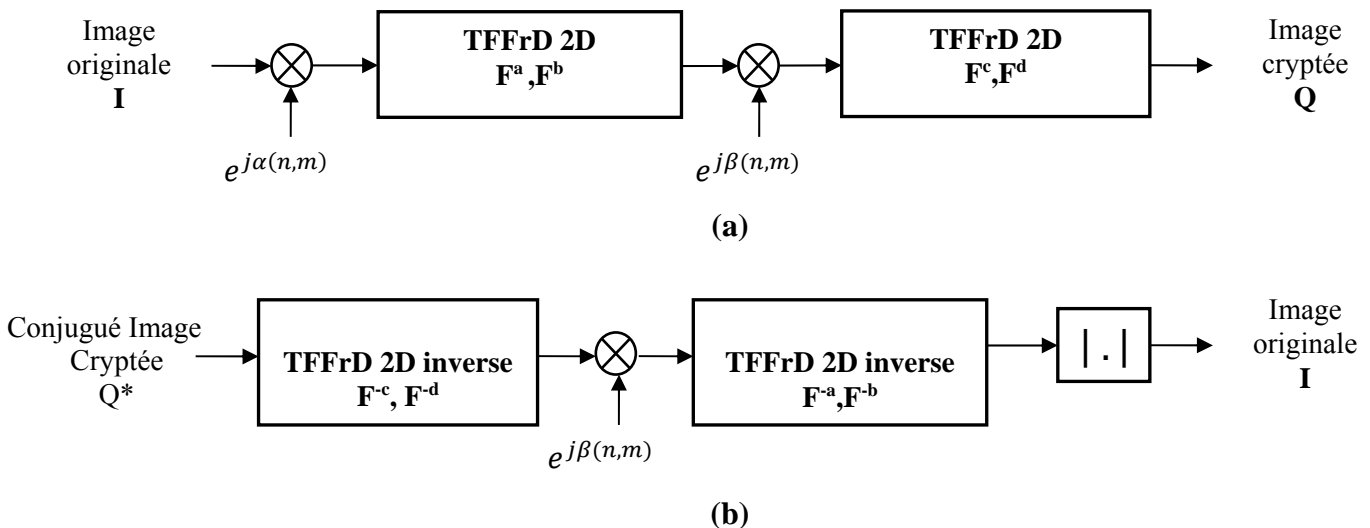 Image
originale
I
e^{jα(n,m)}
TFFrD 2D
F^a ,F^b
e^{jβ(n,m)}
TFFrD 2D
F^c,F^d
Image
cryptée
Q
(a)
Conjugué Image
Cryptée
Q*
TFFrD 2D inverse
F^{-c}, F^{-d}
e^{jβ(n,m)}
TFFrD 2D inverse
F^{-a},F^{-b}
|.|
Image
originale
I
(b)